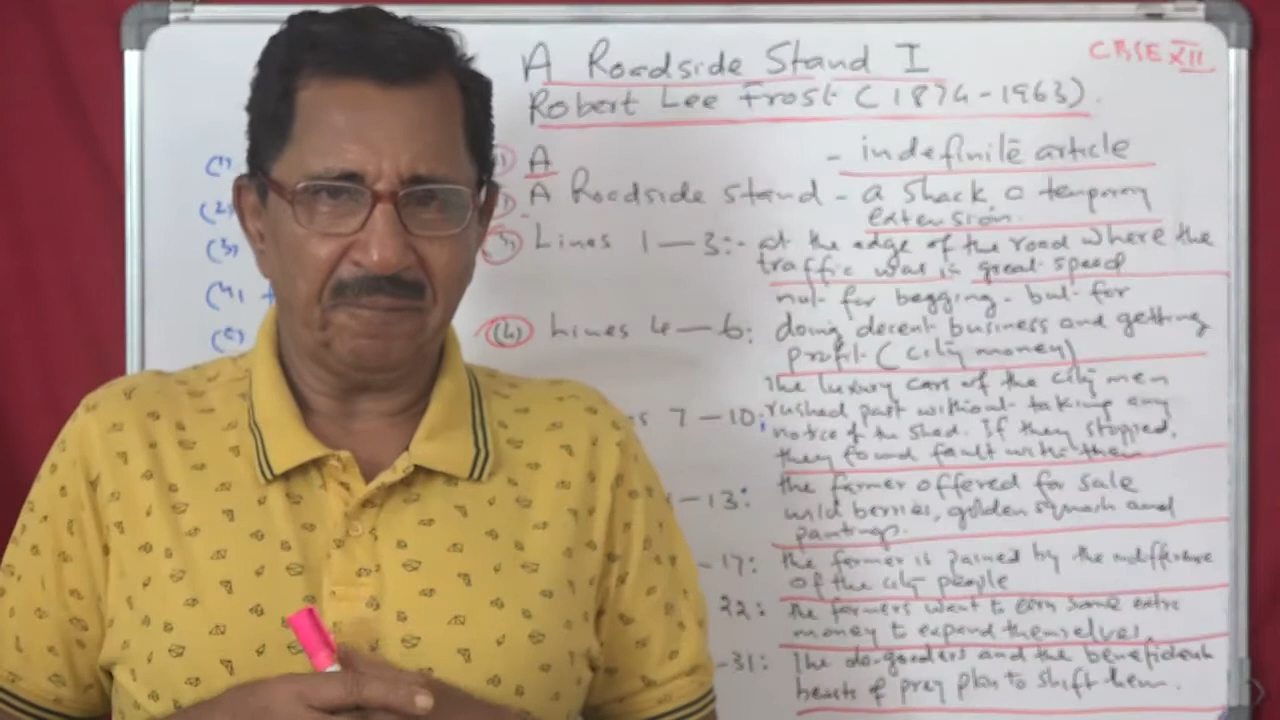 A Roadside Stand I
CBSE XII
Robert Lee Frost (1874-1963).
(1)
(1) A - indefinite article
(2)
A Roadside stand - a shack, a temporary
extension.
(3)
(3) Lines 1-3:- at the edge of the road where the
traffic was in great speed
(4)
not for begging - but for
(4) Lines 4-6: doing decent business and getting
profit (city money)
The luxury cars of the city men
7-10: rushed past without taking any
notice of the shed. If they stopped,
they found fault with them
the farmer offered for sale
-13: wild berries, golden squash and
paintings.
-17: the farmer is pained by the indifference
of the city people
22: the farmers want to earn some extra
money to expand themselves.
-31: The do-gooders and the beneficient
beasts of prey plan to shift them.